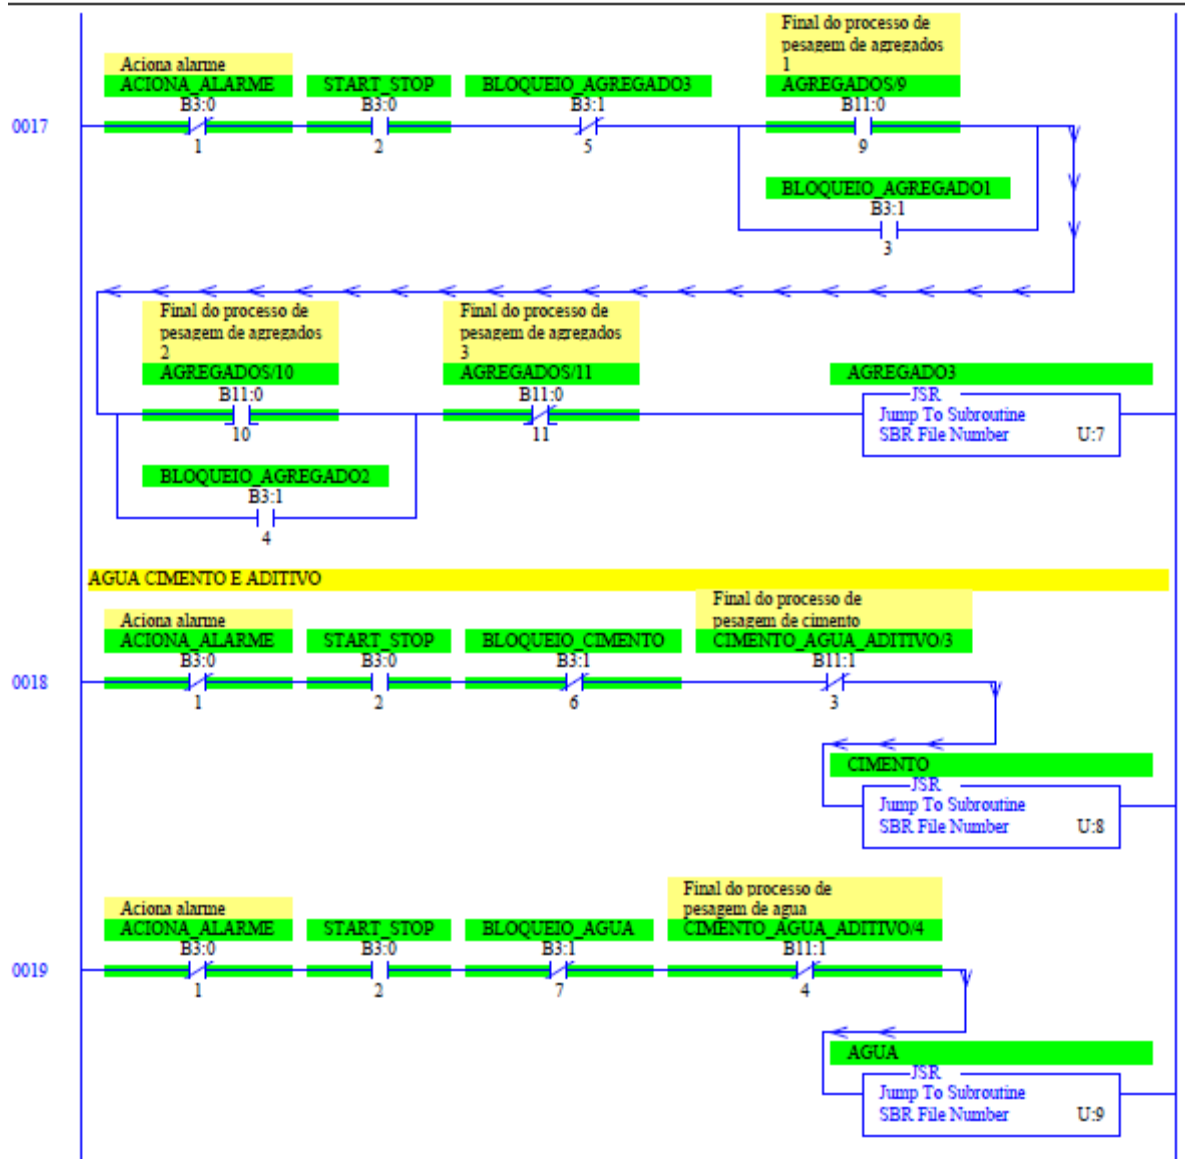 Final do processo de
pesagem de agregados
1
Aciona alarme
ACIONA_ALARME START_STOP BLOQUEIO_AGREGADO3 AGREGADOS/9
B3:0 B3:0 B3:1 B11:0
0017
1 2 5 9
BLOQUEIO_AGREGADO1
B3:1
3
Final do processo de Final do processo de
pesagem de agregados pesagem de agregados
2 3
AGREGADOS/10 AGREGADOS/11 AGREGADO3
B11:0 B11:0 JSR
Jump To Subroutine
SBR File Number U:7
10 11
BLOQUEIO_AGREGADO2
B3:1
4
AGUA CIMENTO E ADITIVO
Final do processo de
Aciona alarme pesagem de cimento
ACIONA_ALARME START_STOP BLOQUEIO_CIMENTO CIMENTO_AGUA_ADITIVO/3
B3:0 B3:0 B3:1 B11:1
0018
1 2 6 3
CIMENTO
JSR
Jump To Subroutine
SBR File Number U:8
Final do processo de
Aciona alarme pesagem de agua
ACIONA_ALARME START_STOP BLOQUEIO_AGUA CIMENTO_AGUA_ADITIVO/4
B3:0 B3:0 B3:1 B11:1
0019
1 2 7 4
AGUA
JSR
Jump To Subroutine
SBR File Number U:9